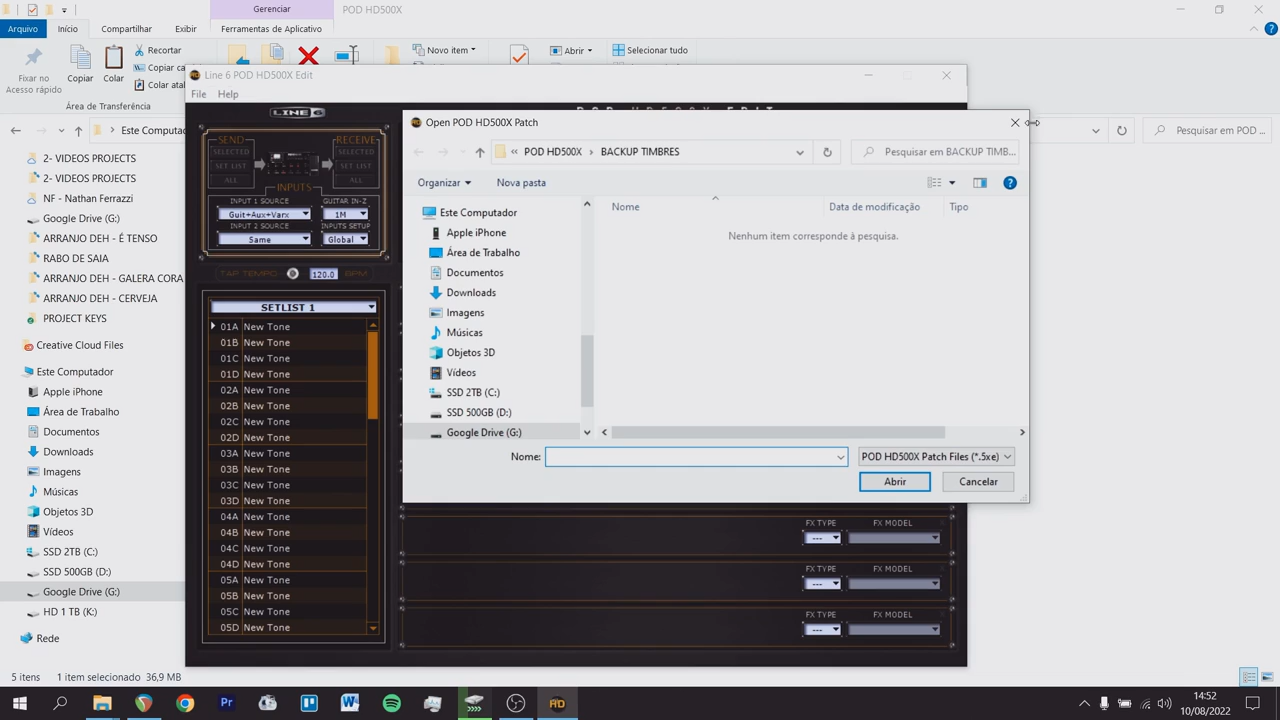 Gerenciar
POD HD500X
Arquivo
Início
Compartilhar
Exibir
Ferramentas de Aplicativo
Fixar no
Acesso rápido
Copiar
Colar
Recortar
Copiar ca
Colar atal
Novo item
Abrir
Selecionar tudo
Área de Transferência
Este Computad
Pesquisar em POD ...
2- VIDEOS PROJECTS
2- VIDEOS PROJECTS
NF - Nathan Ferrazzi
Google Drive (G:)
ARRANJO DEH - É TENSO
RABO DE SAIA
ARRANJO DEH - GALERA CORA
ARRANJO DEH - CERVEJA
PROJECT KEYS
Creative Cloud Files
Este Computador
Apple iPhone
Área de Trabalho
Documentos
Downloads
Imagens
Músicas
Objetos 3D
Vídeos
SSD 2TB (C:)
SSD 500GB (D:)
Google Drive (G:)
HD 1 TB (K:)
Rede
5 itens
1 item selecionado 36,9 MB
Line 6 POD HD500X Edit
File
Help
LINE 6
SEND
RECEIVE
SELECTED
SELECTED
SET LIST
SET LIST
ALL
ALL
INPUTS
INPUT 1 SOURCE
GUITAR IN-Z
Guit+Aux+Varx
1M
INPUT 2 SOURCE
INPUTS SETUP
Same
Global
TAP TEMPO
120.0
BPM
SETLIST 1
01A New Tone
01B New Tone
01C New Tone
01D New Tone
02A New Tone
02B New Tone
02C New Tone
02D New Tone
03A New Tone
03B New Tone
03C New Tone
03D New Tone
04A New Tone
04B New Tone
04C New Tone
04D New Tone
05A New Tone
05B New Tone
05C New Tone
05D New Tone
Open POD HD500X Patch
POD HD500X
BACKUP TIMBRES
Pesquisar em BACKUP TIMB...
Organizar
Nova pasta
Este Computador
Apple iPhone
Área de Trabalho
Documentos
Downloads
Imagens
Músicas
Objetos 3D
Vídeos
SSD 2TB (C:)
SSD 500GB (D:)
Google Drive (G:)
Nome
Data de modificação
Tipo
Nenhum item corresponde à pesquisa.
Nome:
POD HD500X Patch Files (*.5xe)
Abrir
Cancelar
FX TYPE
FX MODEL
---
FX TYPE
FX MODEL
---
FX TYPE
FX MODEL
---
14:52
10/08/2022